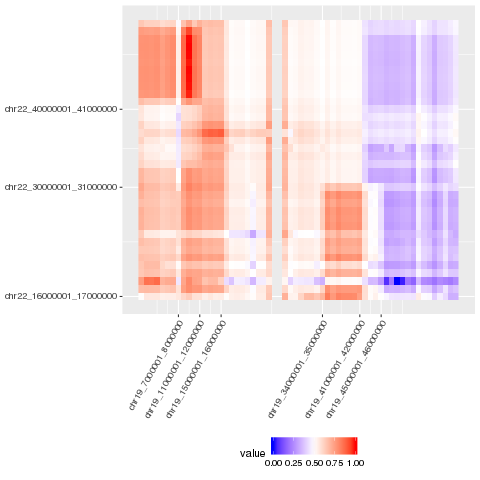 chr22_40000001_41000000
chr22_30000001_31000000
chr22_16000001_17000000
chr19_7000001_8000000
chr19_11000001_12000000
chr19_15000001_16000000
chr19_34000001_35000000
chr19_41000001_42000000
chr19_45000001_46000000
value
0.00 0.25 0.50 0.75 1.00